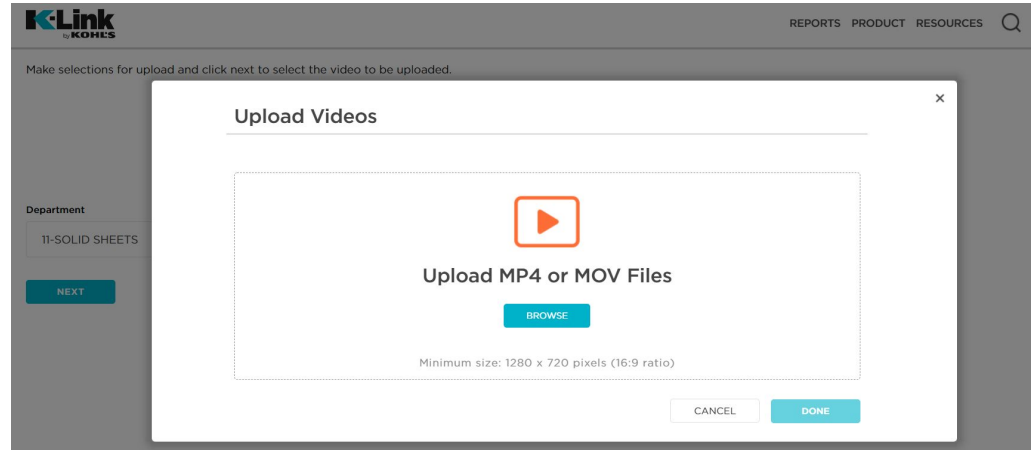 K-Link
by KOHL'S
REPORTS PRODUCT RESOURCES
Make selections for upload and click next to select the video to be uploaded.
×
Upload Videos
Department
11-SOLID SHEETS
NEXT
Upload MP4 or MOV Files
BROWSE
Minimum size: 1280 x 720 pixels (16:9 ratio)
CANCEL DONE